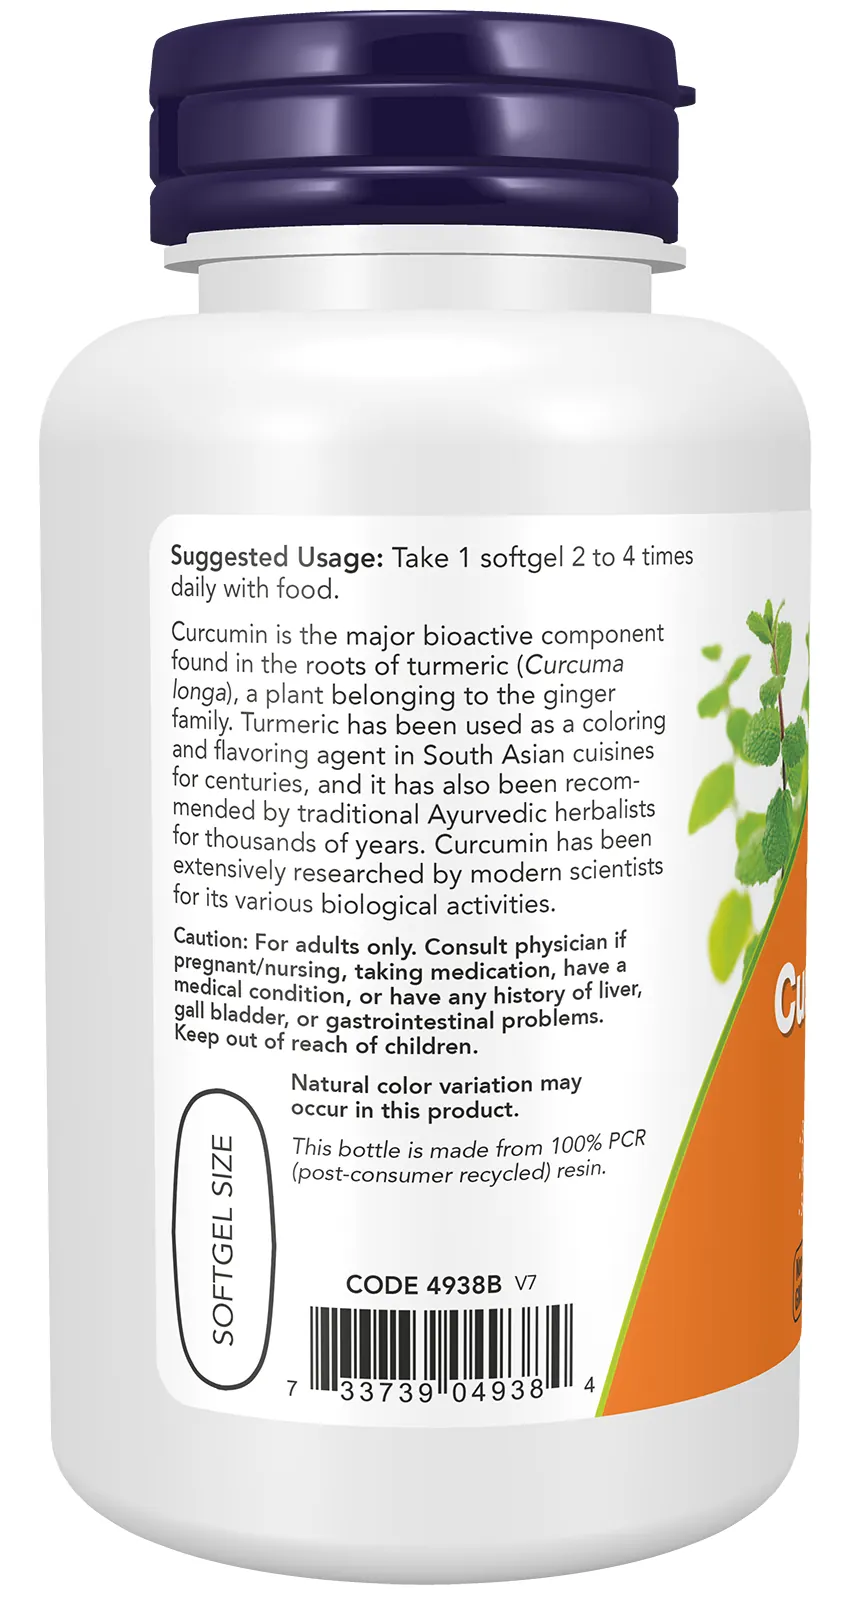 Suggested Usage: Take 1 softgel 2 to 4 times
daily with food.
Curcumin is the major bioactive component
found in the roots of turmeric (Curcuma
longa), a plant belonging to the ginger
family. Turmeric has been used as a coloring
and flavoring agent in South Asian cuisines
for centuries, and it has also been recom-
mended by traditional Ayurvedic herbalists
for thousands of years. Curcumin has been
extensively researched by modern scientists
for its various biological activities.
Caution: For adults only. Consult physician if
pregnant/nursing, taking medication, have a
medical condition, or have any history of liver,
gall bladder, or gastrointestinal problems.
Keep out of reach of children.
Natural color variation may
occur in this product.
This bottle is made from 100% PCR
(post-consumer recycled) resin.
SOFTGEL SIZE
CODE 4938B V7
7 33739 04938 4
Cu